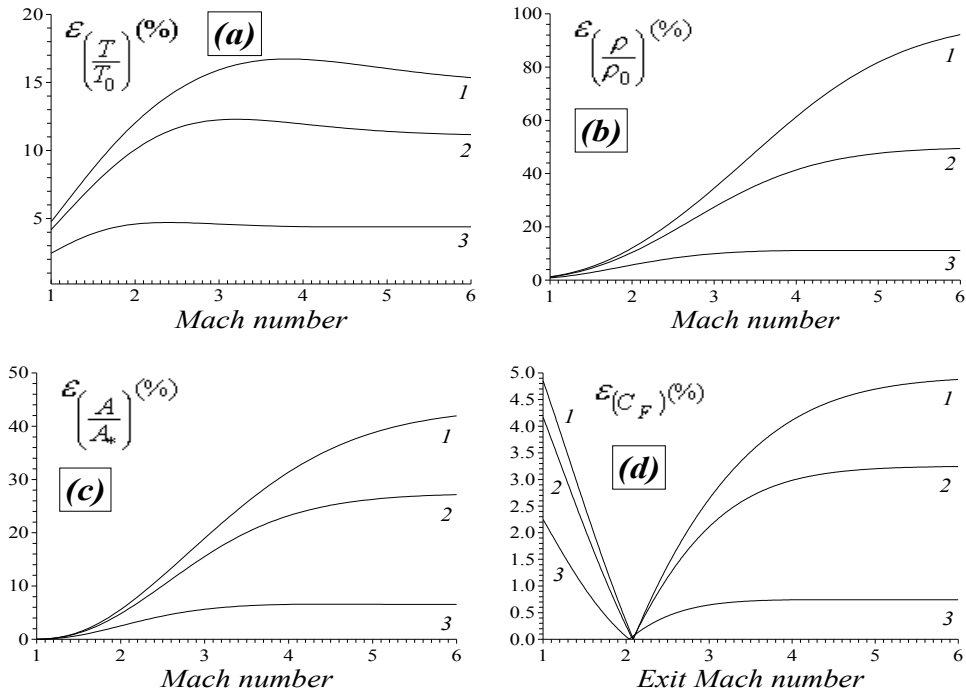 ε(T/T0)(%)
(a)
20
15
10
5
1
2
3
1 2 3 4 5 6
Mach number
ε(ρ/ρ0)(%)
(b)
100
80
60
40
20
0
1
2
3
1 2 3 4 5 6
Mach number
ε(A/A*)(%)
(c)
50
40
30
20
10
0
1
2
3
1 2 3 4 5 6
Mach number
ε(CF)(%)
(d)
5.0
4.5
4.0
3.5
3.0
2.5
2.0
1.5
1.0
0.5
0.0
1
2
3
1
2
3
1 2 3 4 5 6
Exit Mach number